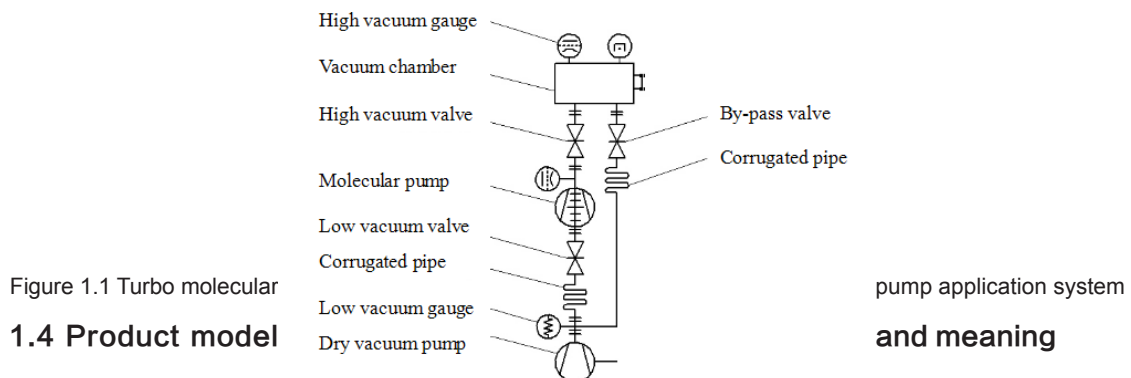 High vacuum gauge
Vacuum chamber
High vacuum valve
By-pass valve
Corrugated pipe
Molecular pump
Low vacuum valve
Corrugated pipe
Figure 1.1 Turbo molecular pump application system
Low vacuum gauge
1.4 Product model and meaning
Dry vacuum pump